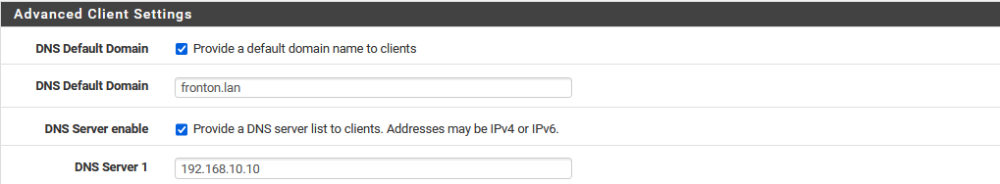 Advanced Client Settings
DNS Default Domain Provide a default domain name to clients
DNS Default Domain fronton.lan
DNS Server enable Provide a DNS server list to clients. Addresses may be IPv4 or IPv6.
DNS Server 1 192.168.10.10